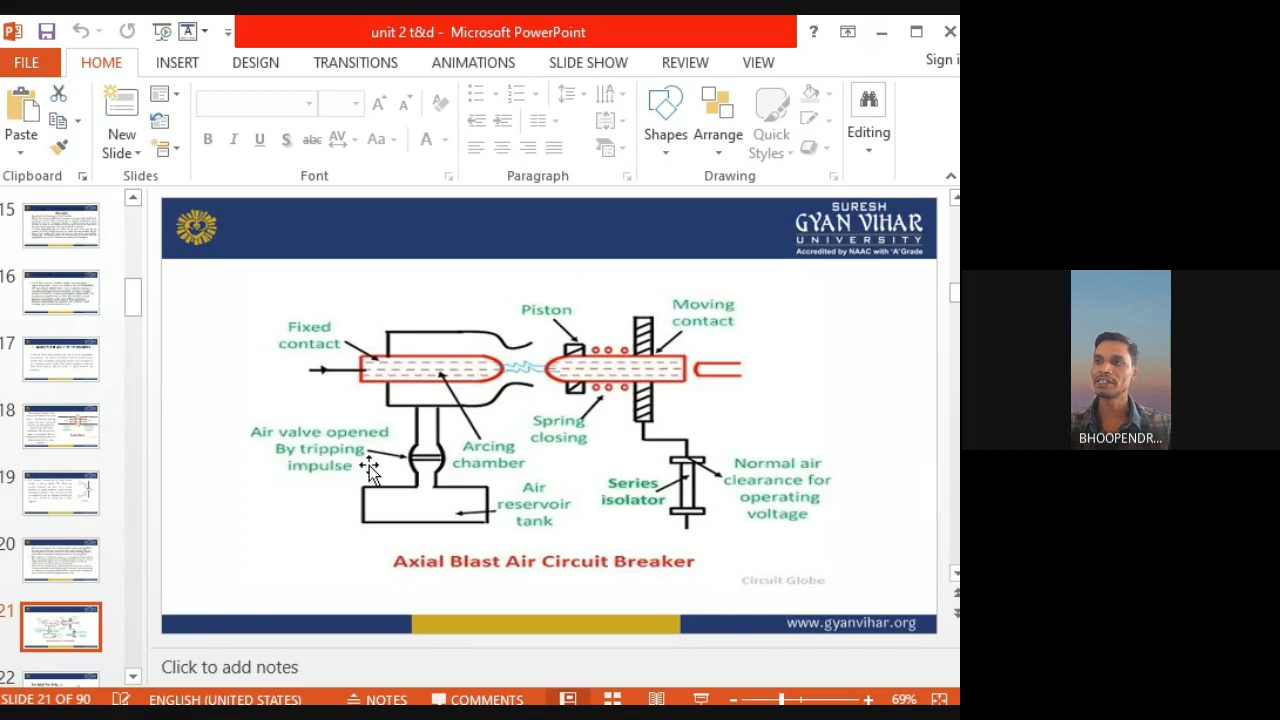 unit 2 t&d - Microsoft PowerPoint
?
FILE
HOME
INSERT
DESIGN
TRANSITIONS
ANIMATIONS
SLIDE SHOW
REVIEW
VIEW
Sign i
Paste
New
Slide
B I U S abc AV Aa A
Shapes
Arrange
Quick
Styles
Editing
Clipboard
Slides
Font
Paragraph
Drawing
15
16
17
18
19
20
21
22
SURESH
GYAN VIHAR
UNIVERSITY
Accredited by NAAC with 'A' Grade
Fixed
contact
Piston
Moving
contact
Air valve opened
By tripping
impulse
Arcing
chamber
Spring
closing
Air
reservoir
tank
Series
isolator
Normal air
clearance for
operating
voltage
Axial Blast Air Circuit Breaker
Circuit Globe
www.gyanvihar.org
Click to add notes
SLIDE 21 OF 90
ENGLISH (UNITED STATES)
NOTES
COMMENTS
69%
BHOOPENDR...